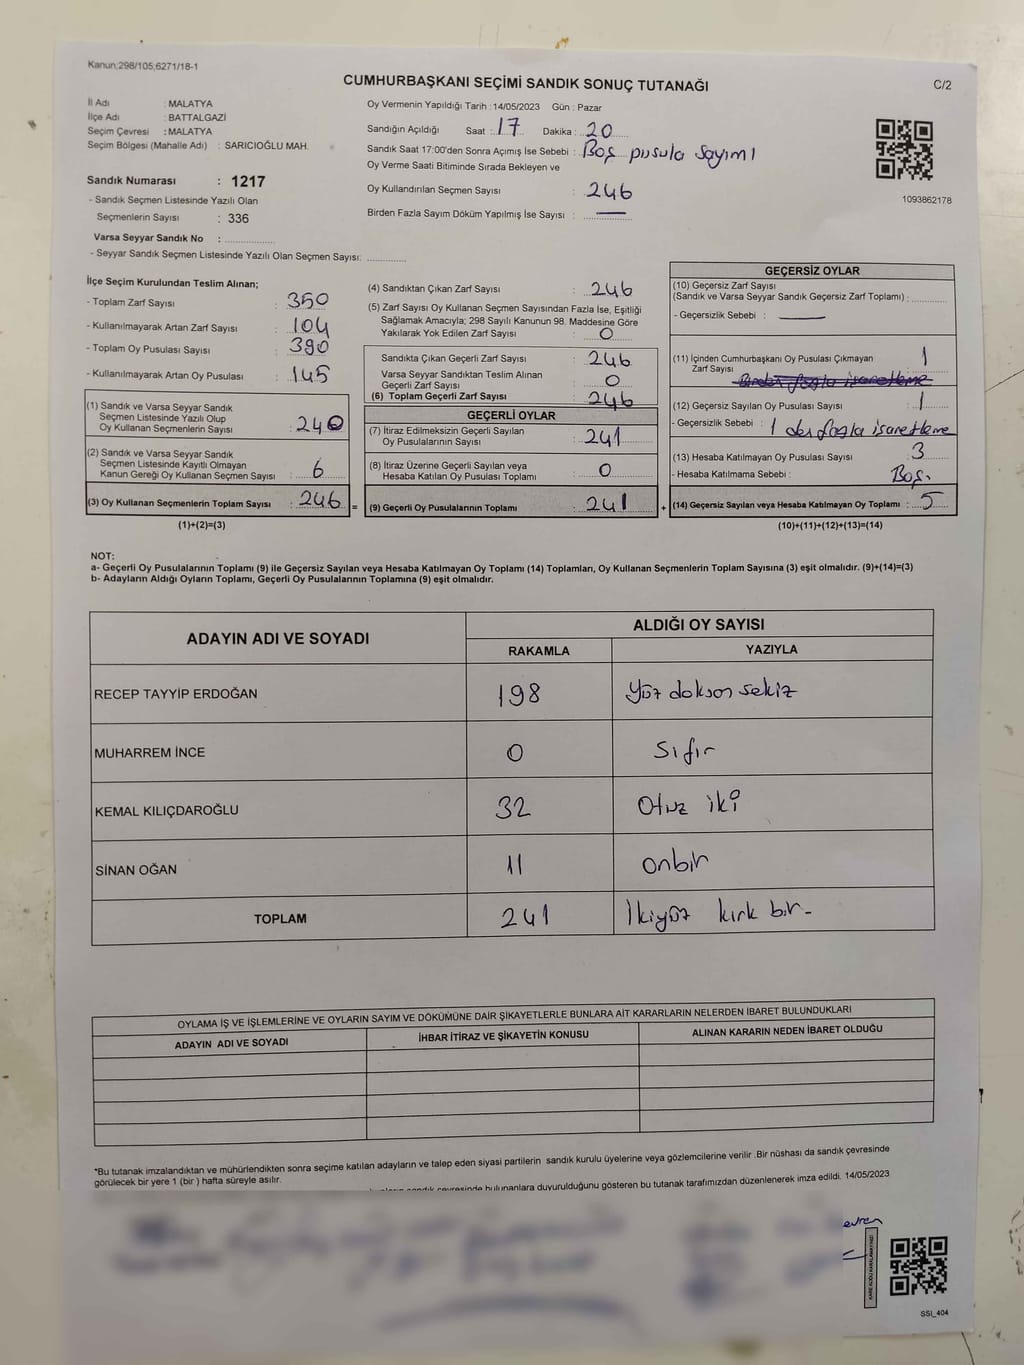 Kanun;298/105;6271/18-1
CUMHURBAŞKANI SEÇİMİ SANDIK SONUÇ TUTANAĞI
C/2
İl Adı : MALATYA
İlçe Adı : BATTALGAZİ
Seçim Çevresi : MALATYA
Seçim Bölgesi (Mahalle Adı) : SARICIOĞLU MAH.
Sandık Numarası : 1217
- Sandık Seçmen Listesinde Yazılı Olan
Seçmenlerin Sayısı : 336
Varsa Seyyar Sandık No :
- Seyyar Sandık Seçmen Listesinde Yazılı Olan Seçmen Sayısı:
Oy Vermenin Yapıldığı Tarih :14/05/2023 Gün : Pazar
Sandığın Açıldığı Saat : 17 Dakika : 20
Sandık Saat 17:00'den Sonra Açımış İse Sebebi : Boş pusula sayımı
Oy Verme Saati Bitiminde Sırada Bekleyen ve
Oy Kullandırılan Seçmen Sayısı : 246
Birden Fazla Sayım Döküm Yapılmış İse Sayısı : —
1093862178
İlçe Seçim Kurulundan Teslim Alınan;
- Toplam Zarf Sayısı : 350
- Kullanılmayarak Artan Zarf Sayısı : 104
- Toplam Oy Pusulası Sayısı : 390
- Kullanılmayarak Artan Oy Pusulası : 145
(1) Sandık ve Varsa Seyyar Sandık
Seçmen Listesinde Yazılı Olup
Oy Kullanan Seçmenlerin Sayısı : 240
(2) Sandık ve Varsa Seyyar Sandık
Seçmen Listesinde Kayıtlı Olmayan
Kanun Gereği Oy Kullanan Seçmen Sayısı : 6
(3) Oy Kullanan Seçmenlerin Toplam Sayısı : 246 =
(1)+(2)=(3)
(4) Sandıktan Çıkan Zarf Sayısı : 246
(5) Zarf Sayısı Oy Kullanan Seçmen Sayısından Fazla İse, Eşitliği
Sağlamak Amacıyla; 298 Sayılı Kanunun 98. Maddesine Göre
Yakılarak Yok Edilen Zarf Sayısı : 0
Sandıkta Çıkan Geçerli Zarf Sayısı : 246
Varsa Seyyar Sandıktan Teslim Alınan
Geçerli Zarf Sayısı : 0
(6) Toplam Geçerli Zarf Sayısı : 246
GEÇERLİ OYLAR
(7) İtiraz Edilmeksizin Geçerli Sayılan
Oy Pusulalarının Sayısı : 241
(8) İtiraz Üzerine Geçerli Sayılan veya
Hesaba Katılan Oy Pusulası Toplamı : 0
(9) Geçerli Oy Pusulalarının Toplamı : 241 +
GEÇERSİZ OYLAR
(10) Geçersiz Zarf Sayısı
(Sandık ve Varsa Seyyar Sandık Geçersiz Zarf Toplamı) :
- Geçersizlik Sebebi : —
(11) İçinden Cumhurbaşkanı Oy Pusulası Çıkmayan
Zarf Sayısı : 1
(12) Geçersiz Sayılan Oy Pusulası Sayısı : 1
- Geçersizlik Sebebi : 1 den fazla isaretleme
(13) Hesaba Katılmayan Oy Pusulası Sayısı : 3
- Hesaba Katılmama Sebebi : Boş.
(14) Geçersiz Sayılan veya Hesaba Katılmayan Oy Toplamı : 5
(10)+(11)+(12)+(13)=(14)
NOT:
a- Geçerli Oy Pusulalarının Toplamı (9) ile Geçersiz Sayılan veya Hesaba Katılmayan Oy Toplamı (14) Toplamları, Oy Kullanan Seçmenlerin Toplam Sayısına (3) eşit olmalıdır. (9)+(14)=(3)
b- Adayların Aldığı Oyların Toplamı, Geçerli Oy Pusulalarının Toplamına (9) eşit olmalıdır.
ADAYIN ADI VE SOYADI
ALDIĞI OY SAYISI
RAKAMLA YAZIYLA
RECEP TAYYİP ERDOĞAN 198 Yüz dokson sekiz
MUHARREM İNCE 0 Sıfır
KEMAL KILIÇDAROĞLU 32 Otuz iki
SİNAN OĞAN 11 onbir
TOPLAM 241 İkiyüz kırk bir-
OYLAMA İŞ VE İŞLEMLERİNE VE OYLARIN SAYIM VE DÖKÜMÜNE DAİR ŞİKAYETLERLE BUNLARA AİT KARARLARIN NELERDEN İBARET BULUNDUKLARI
ADAYIN ADI VE SOYADI İHBAR İTİRAZ VE ŞİKAYETİN KONUSU ALINAN KARARIN NEDEN İBARET OLDUĞU
*Bu tutanak imzalandıktan ve mühürlendikten sonra seçime katılan adayların ve talep eden siyasi partilerin sandık kurulu üyelerine veya gözlemcilerine verilir .Bir nüshası da sandık çevresinde
görülecek bir yere 1 (bir ) hafta süreyle asılır.
sandık çevresinde bulunanlara duyurulduğunu gösteren bu tutanak tarafımızdan düzenlenerek imza edildi. 14/05/2023
evren
SSI_404